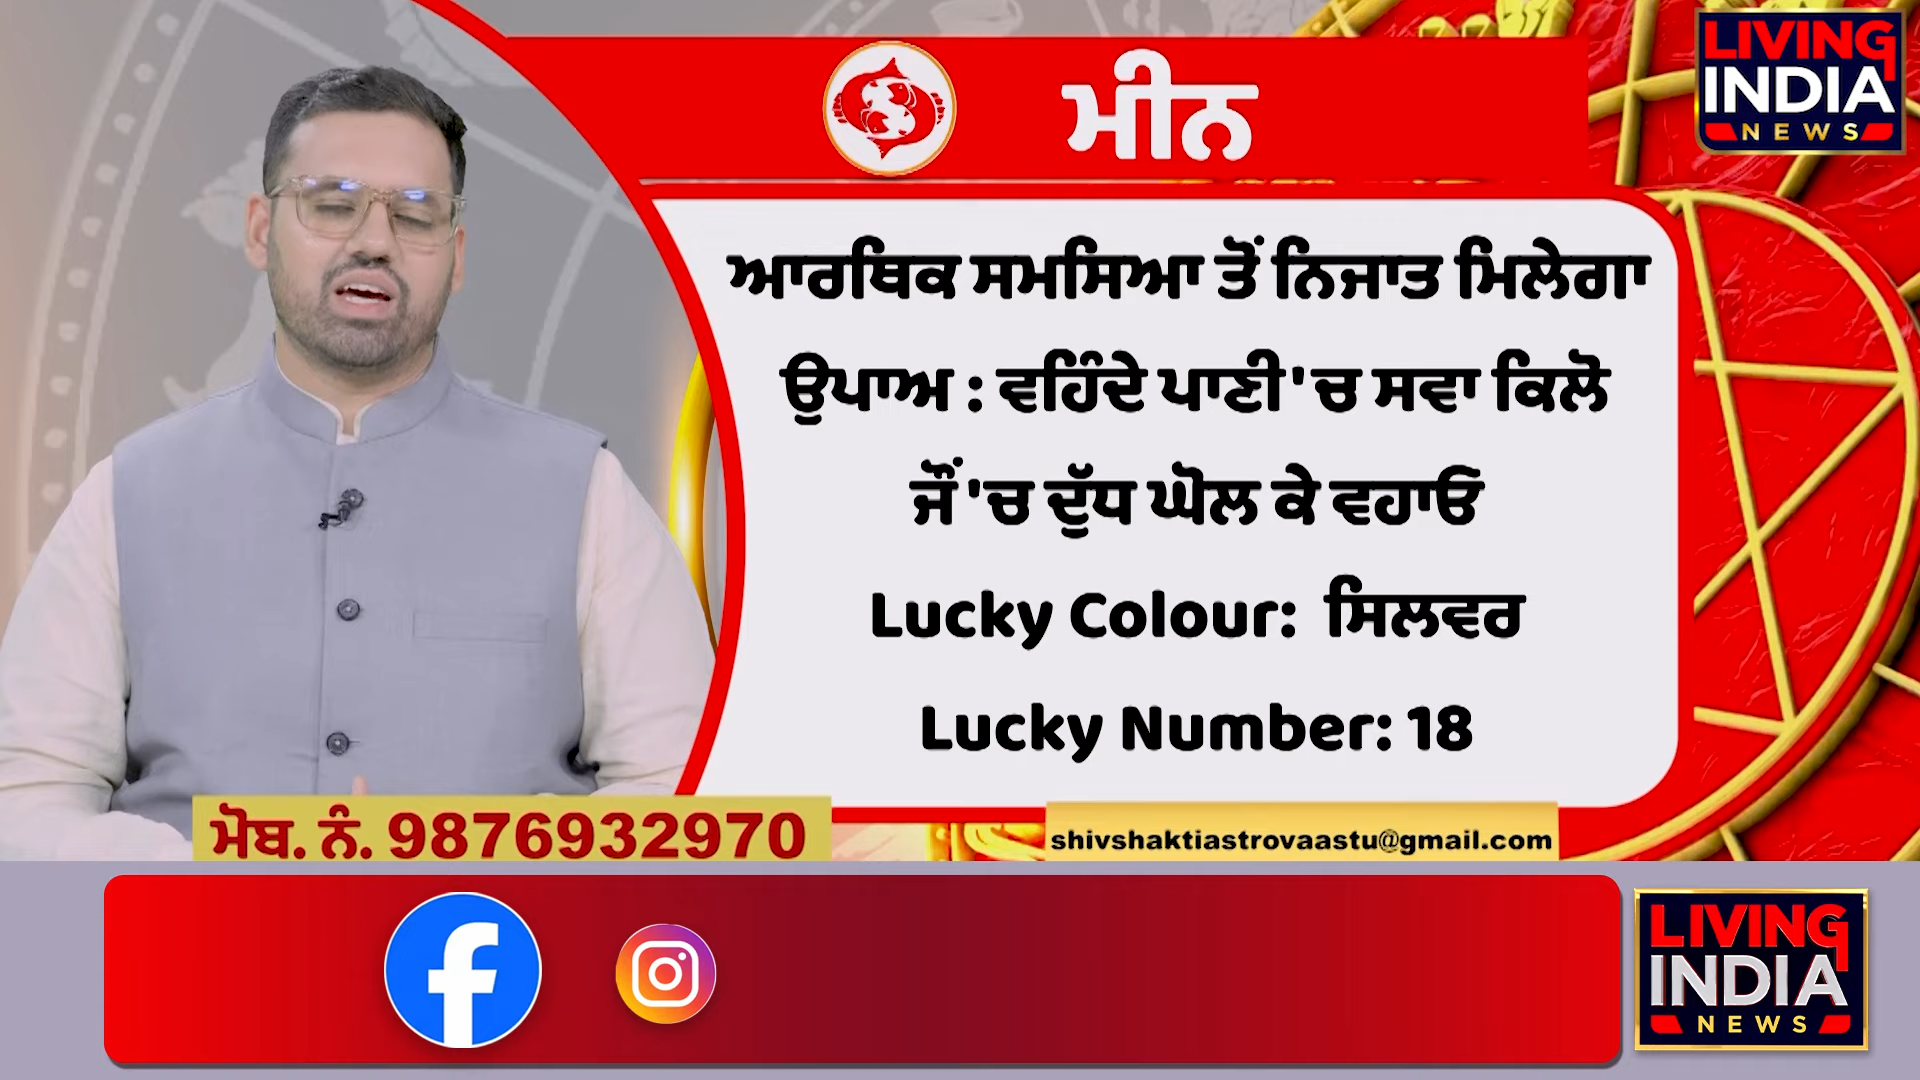 ਮੀਨ
LIVING
INDIA
NEWS
ਆਰਥਿਕ ਸਮਸਿਆ ਤੋਂ ਨਿਜਾਤ ਮਿਲੇਗਾ
ਉਪਾਅ : ਵਹਿੰਦੇ ਪਾਣੀ'ਚ ਸਵਾ ਕਿਲੋ
ਜੌਂ'ਚ ਦੁੱਧ ਘੋਲ ਕੇ ਵਹਾਓ
Lucky Colour: ਸਿਲਵਰ
Lucky Number: 18
ਮੋਬ. ਨੰ. 9876932970
shivshaktiastrovaastu@gmail.com
LIVING
INDIA
NEWS